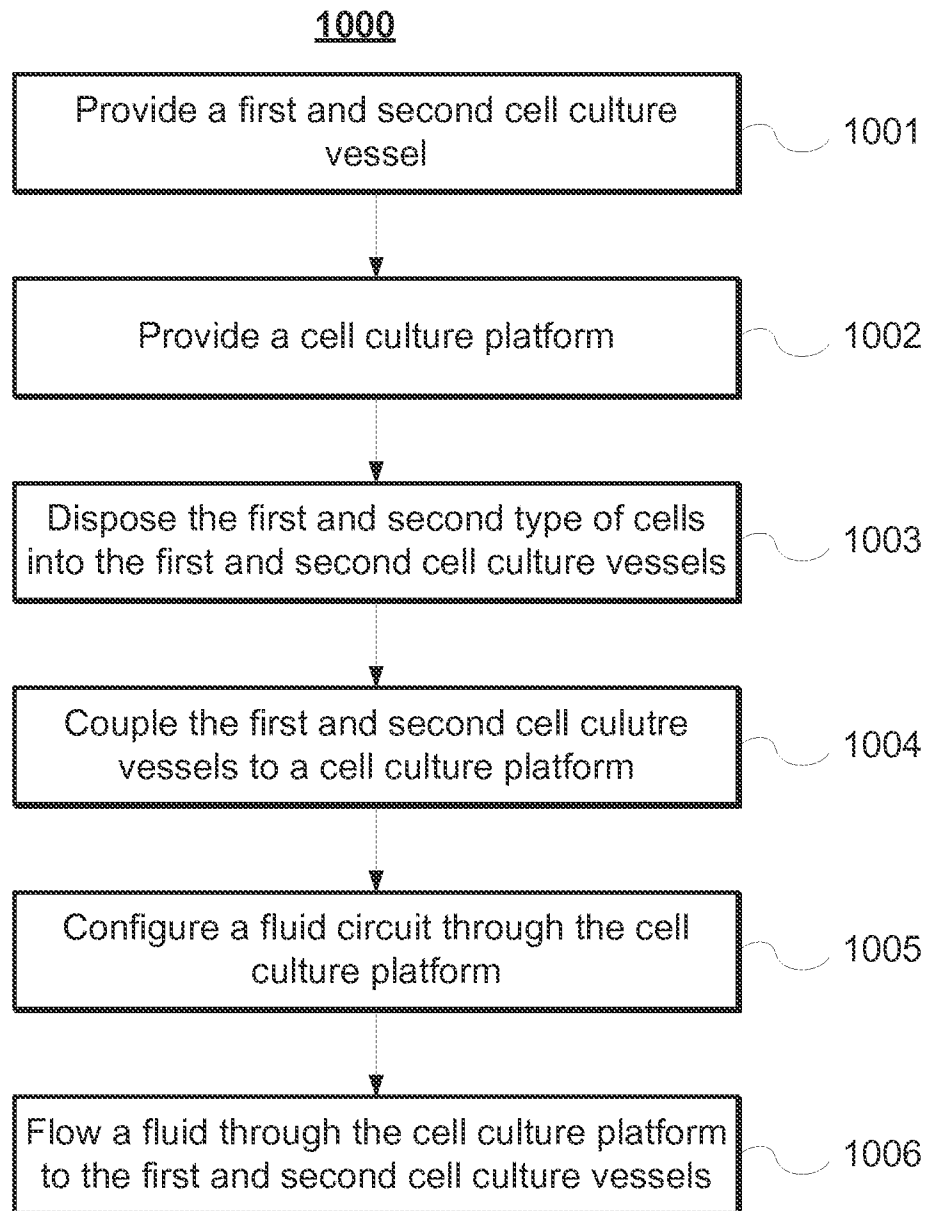 1000
Provide a first and second cell culture
vessel
1001
Provide a cell culture platform
1002
Dispose the first and second type of cells
into the first and second cell culture vessels
1003
Couple the first and second cell culutre
vessels to a cell culture platform
1004
Configure a fluid circuit through the cell
culture platform
1005
Flow a fluid through the cell culture platform
to the first and second cell culture vessels
1006